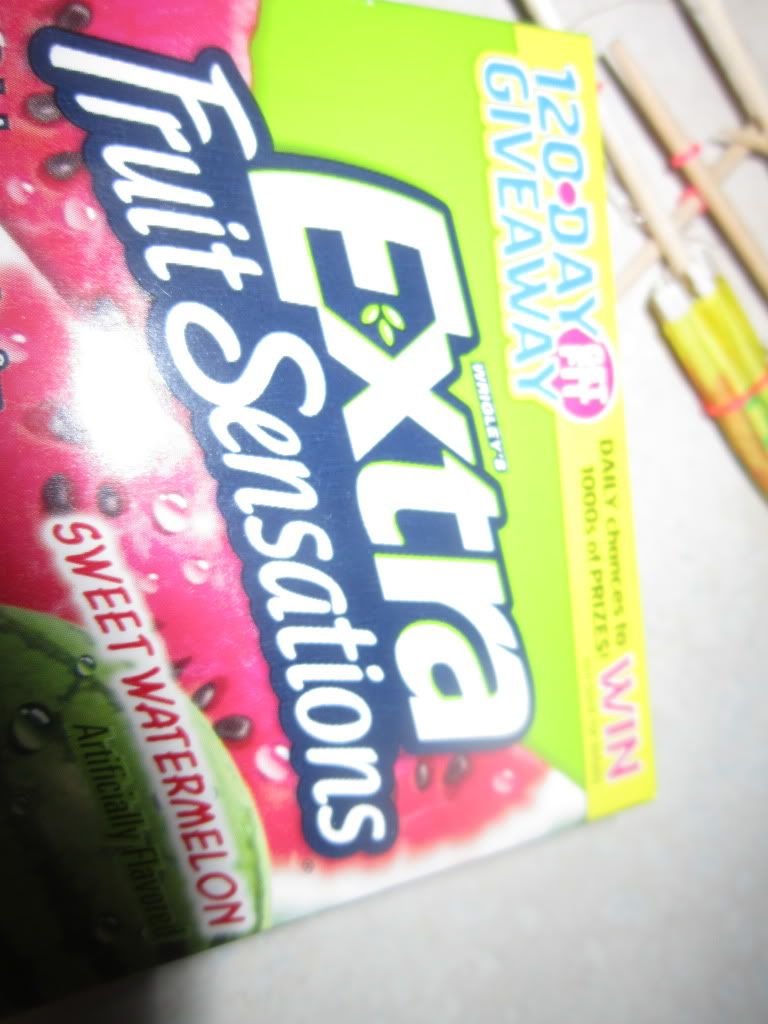 120•DAY
GIVEAWAY
DAILY chances to
1000s of PRIZES!
WIN
WRIGLEY'S
Extra
Fruit Sensations
SWEET WATERMELON
Artificially Flavored